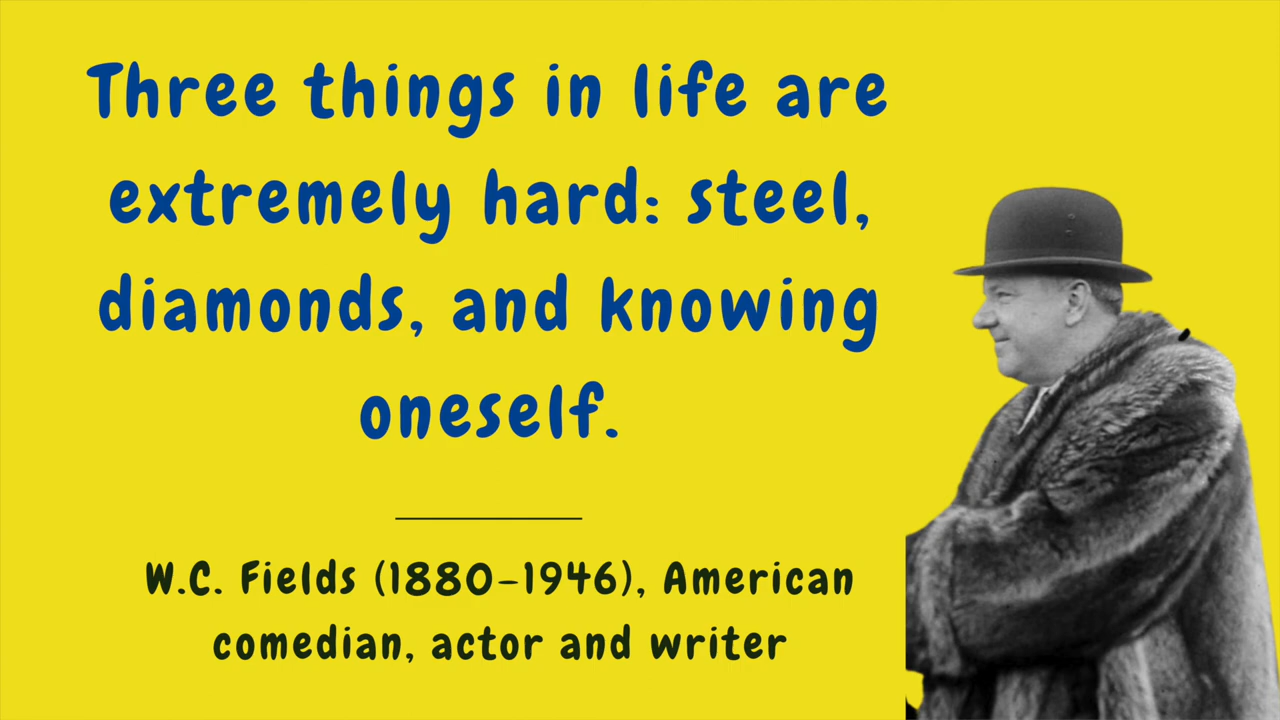 Three things in life are
extremely hard: steel,
diamonds, and knowing
oneself.
W.C. Fields (1880–1946), American
comedian, actor and writer